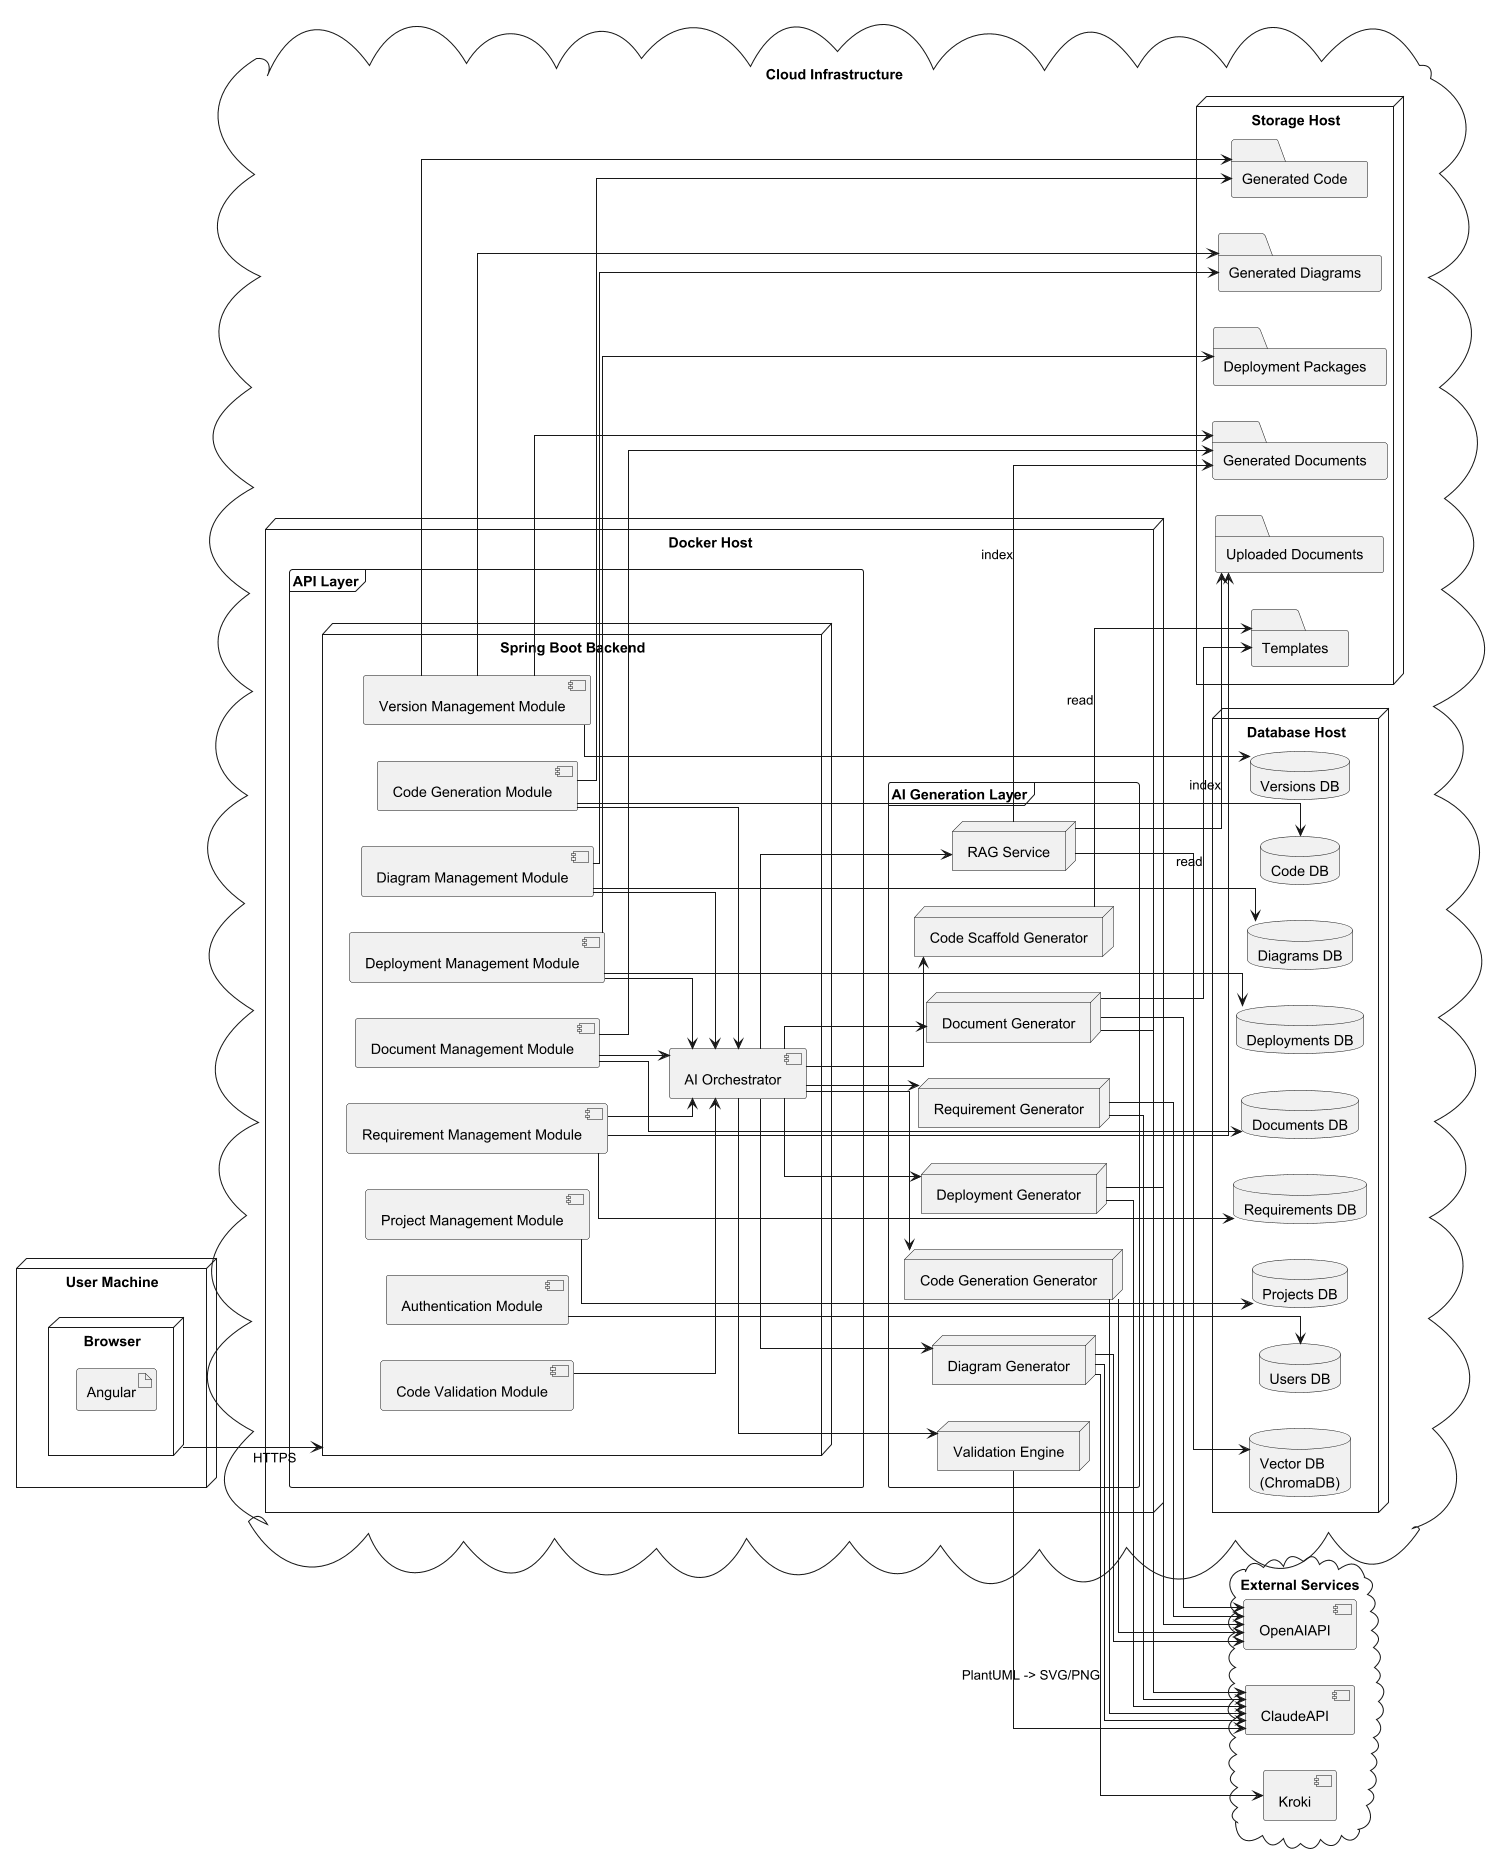 Cloud Infrastructure
Storage Host
Generated Code
Generated Diagrams
Deployment Packages
Generated Documents
Uploaded Documents
Templates
Docker Host
index
API Layer
Spring Boot Backend
read
Version Management Module
Code Generation Module
Diagram Management Module
Deployment Management Module
Document Management Module
AI Orchestrator
Requirement Management Module
Project Management Module
Authentication Module
Code Validation Module
AI Generation Layer
index
RAG Service
read
Code Scaffold Generator
Document Generator
Requirement Generator
Deployment Generator
Code Generation Generator
Diagram Generator
Validation Engine
Database Host
Versions DB
Code DB
Diagrams DB
Deployments DB
Documents DB
Requirements DB
Projects DB
Users DB
Vector DB
(ChromaDB)
User Machine
Browser
Angular
HTTPS
External Services
OpenAIAPI
PlantUML -> SVG/PNG
ClaudeAPI
Kroki